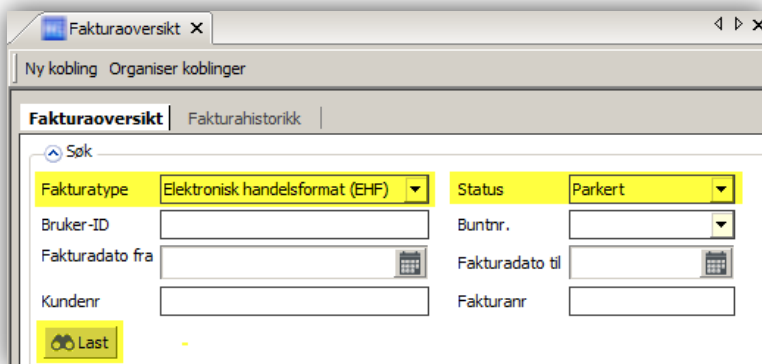 Fakturaoversikt
Ny kobling Organiser koblinger
Fakturaoversikt Fakturahistorikk
Søk
Fakturatype Elektronisk handelsformat (EHF) Status Parkert
Bruker-ID Buntnr.
Fakturadato fra Fakturadato til
Kundenr Fakturanr
Last